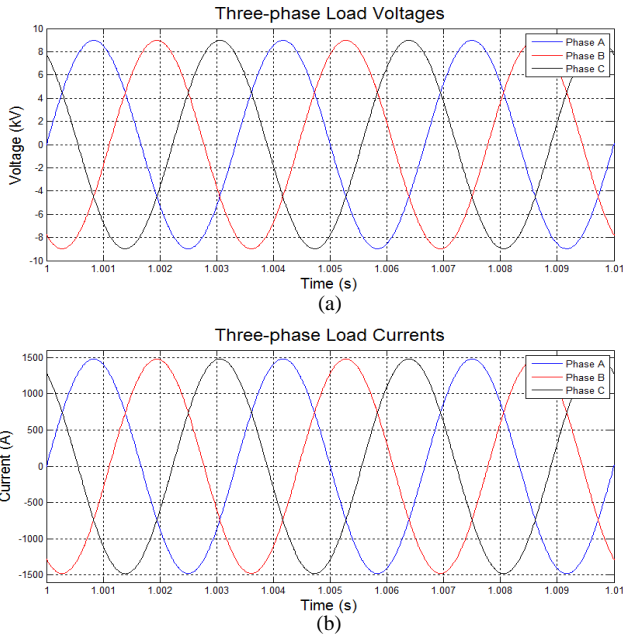 Three-phase Load Voltages
10
8
6
4
2
0
-2
-4
-6
-8
-10
Voltage (kV)
Phase A
Phase B
Phase C
1 1.001 1.002 1.003 1.004 1.005 1.006 1.007 1.008 1.009 1.01
Time (s)
(a)
Three-phase Load Currents
1500
1000
500
0
-500
-1000
-1500
Current (A)
Phase A
Phase B
Phase C
1 1.001 1.002 1.003 1.004 1.005 1.006 1.007 1.008 1.009 1.01
Time (s)
(b)